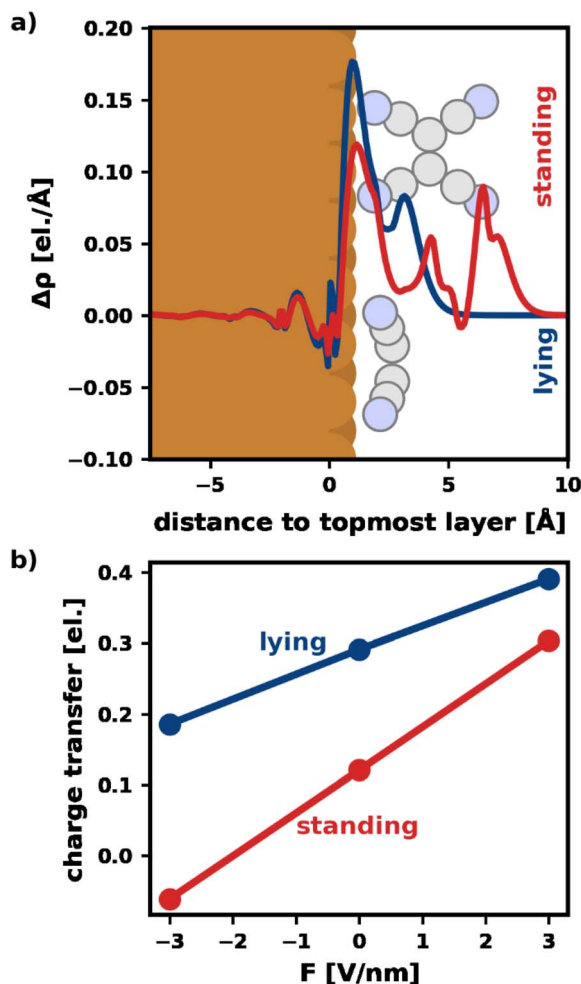 a)
0.20
0.15
0.10
0.05
0.00
−0.05
−0.10
Δρ [el./Å]
standing
lying
−5 0 5 10
distance to topmost layer [Å]
b)
0.4
0.3
0.2
0.1
0.0
charge transfer [el.]
lying
standing
−3 −2 −1 0 1 2 3
F [V/nm]